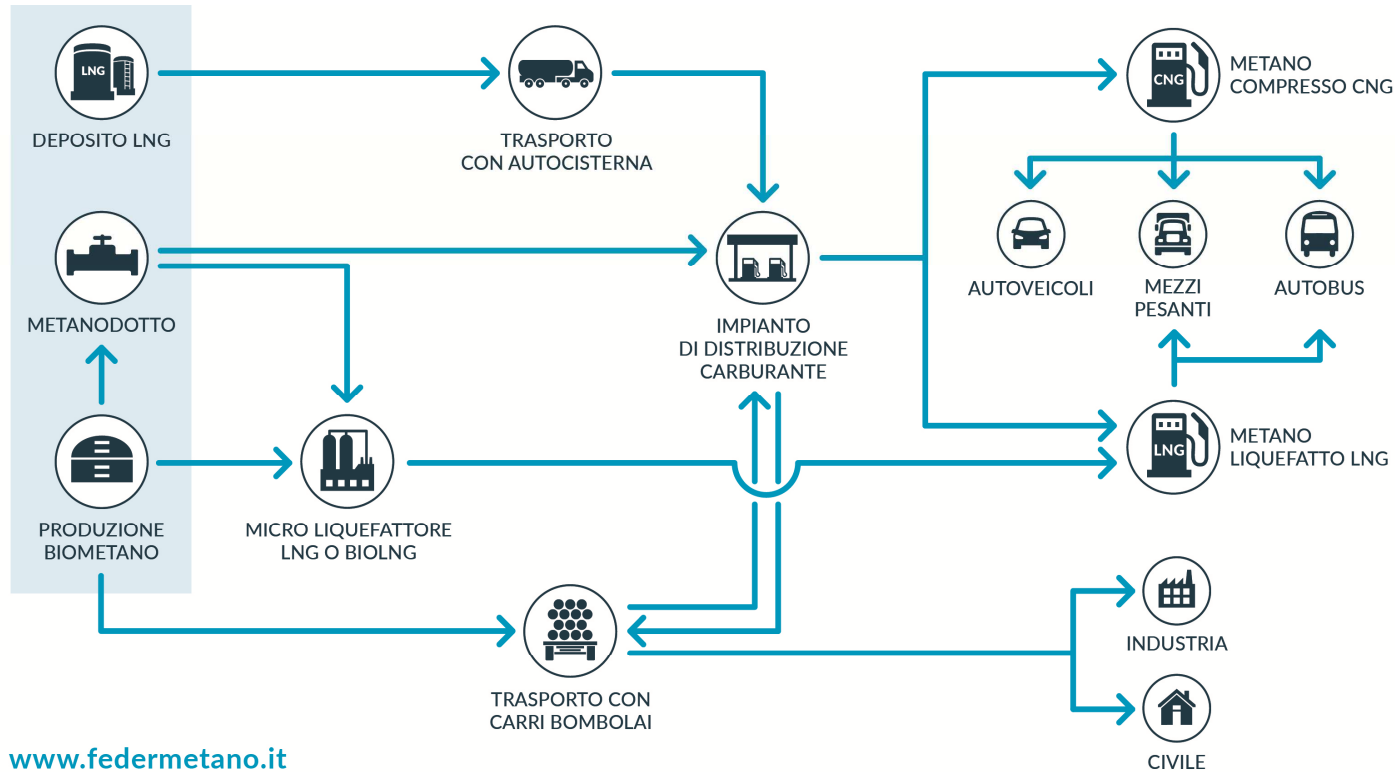 LNG
DEPOSITO LNG
TRASPORTO
CON AUTOCISTERNA
CNG
METANO
COMPRESSO CNG
METANODOTTO
IMPIANTO
DI DISTRIBUZIONE
CARBURANTE
AUTOVEICOLI
MEZZI
PESANTI
AUTOBUS
PRODUZIONE
BIOMETANO
MICRO LIQUEFATTORE
LNG O BIOLNG
LNG
METANO
LIQUEFATTO LNG
TRASPORTO CON
CARRI BOMBOLAI
INDUSTRIA
CIVILE
www.federmetano.it